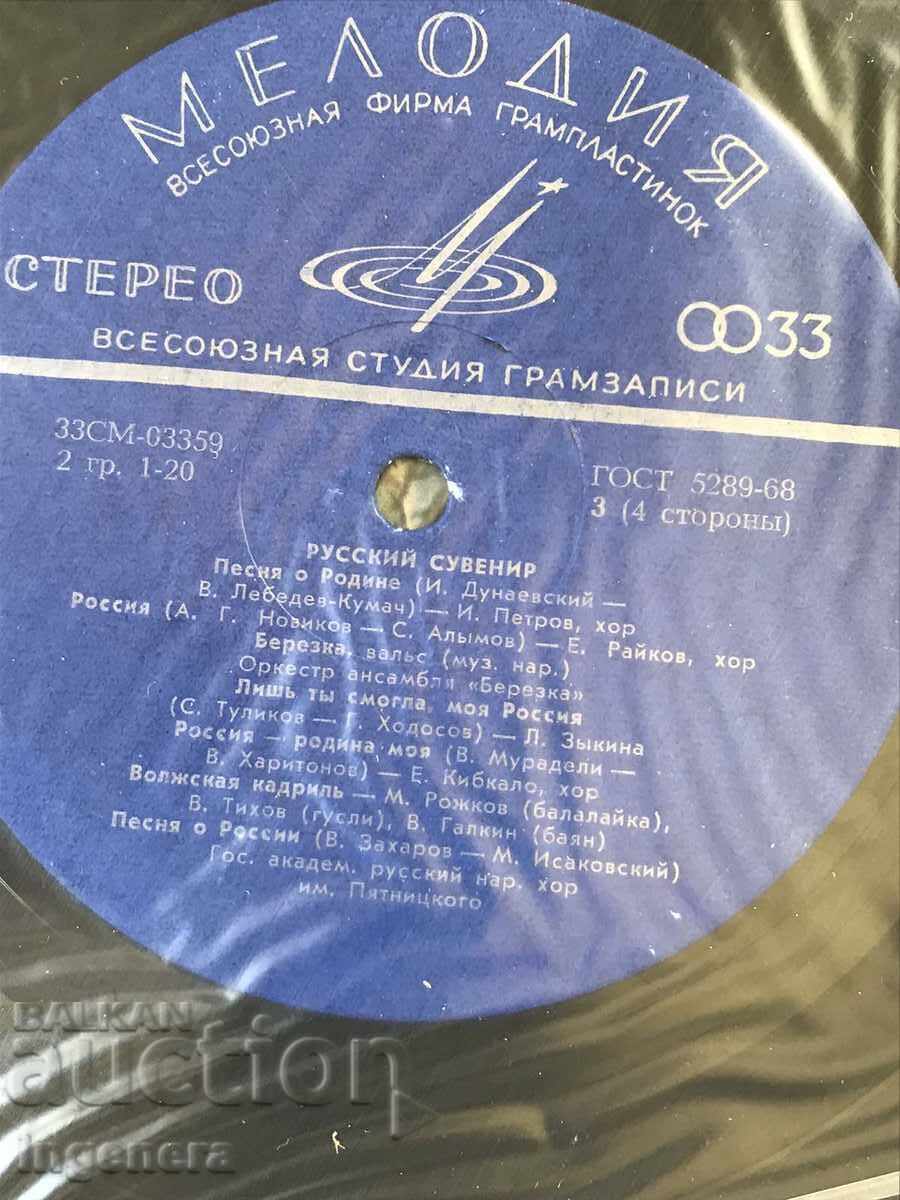 МЕЛОДИЯ
ВСЕСОЮЗНАЯ ФИРМА ГРАМПЛАСТИНОК
СТЕРЕО
33
ВСЕСОЮЗНАЯ СТУДИЯ ГРАМЗАПИСИ
33СМ-03359
2 гр. 1-20
ГОСТ 5289-68
3 (4 стороны)
РУССКИЙ СУВЕНИР
Песня о Родине (И. Дунаевский —
В. Лебедев-Кумач) — И. Петров, хор
Россия (А. Г. Новиков — С. Алымов) — Е. Райков, хор
Березка, вальс (муз. нар.)
Оркестр ансамбля «Березка»
Лишь ты смогла, моя Россия
(С. Туликов — Г. Ходосов) — Л. Зыкина
Россия — родина моя (В. Мурадели —
В. Харитонов) — Е. Кибкало, хор
Волжская кадриль — М. Рожков (балалайка),
В. Тихов (гусли), В. Галкин (баян)
Песня о России (В. Захаров — М. Исаковский)
Гос. академ. русский нар. хор
им. Пятницкого
BALKAN
auction
ingenera